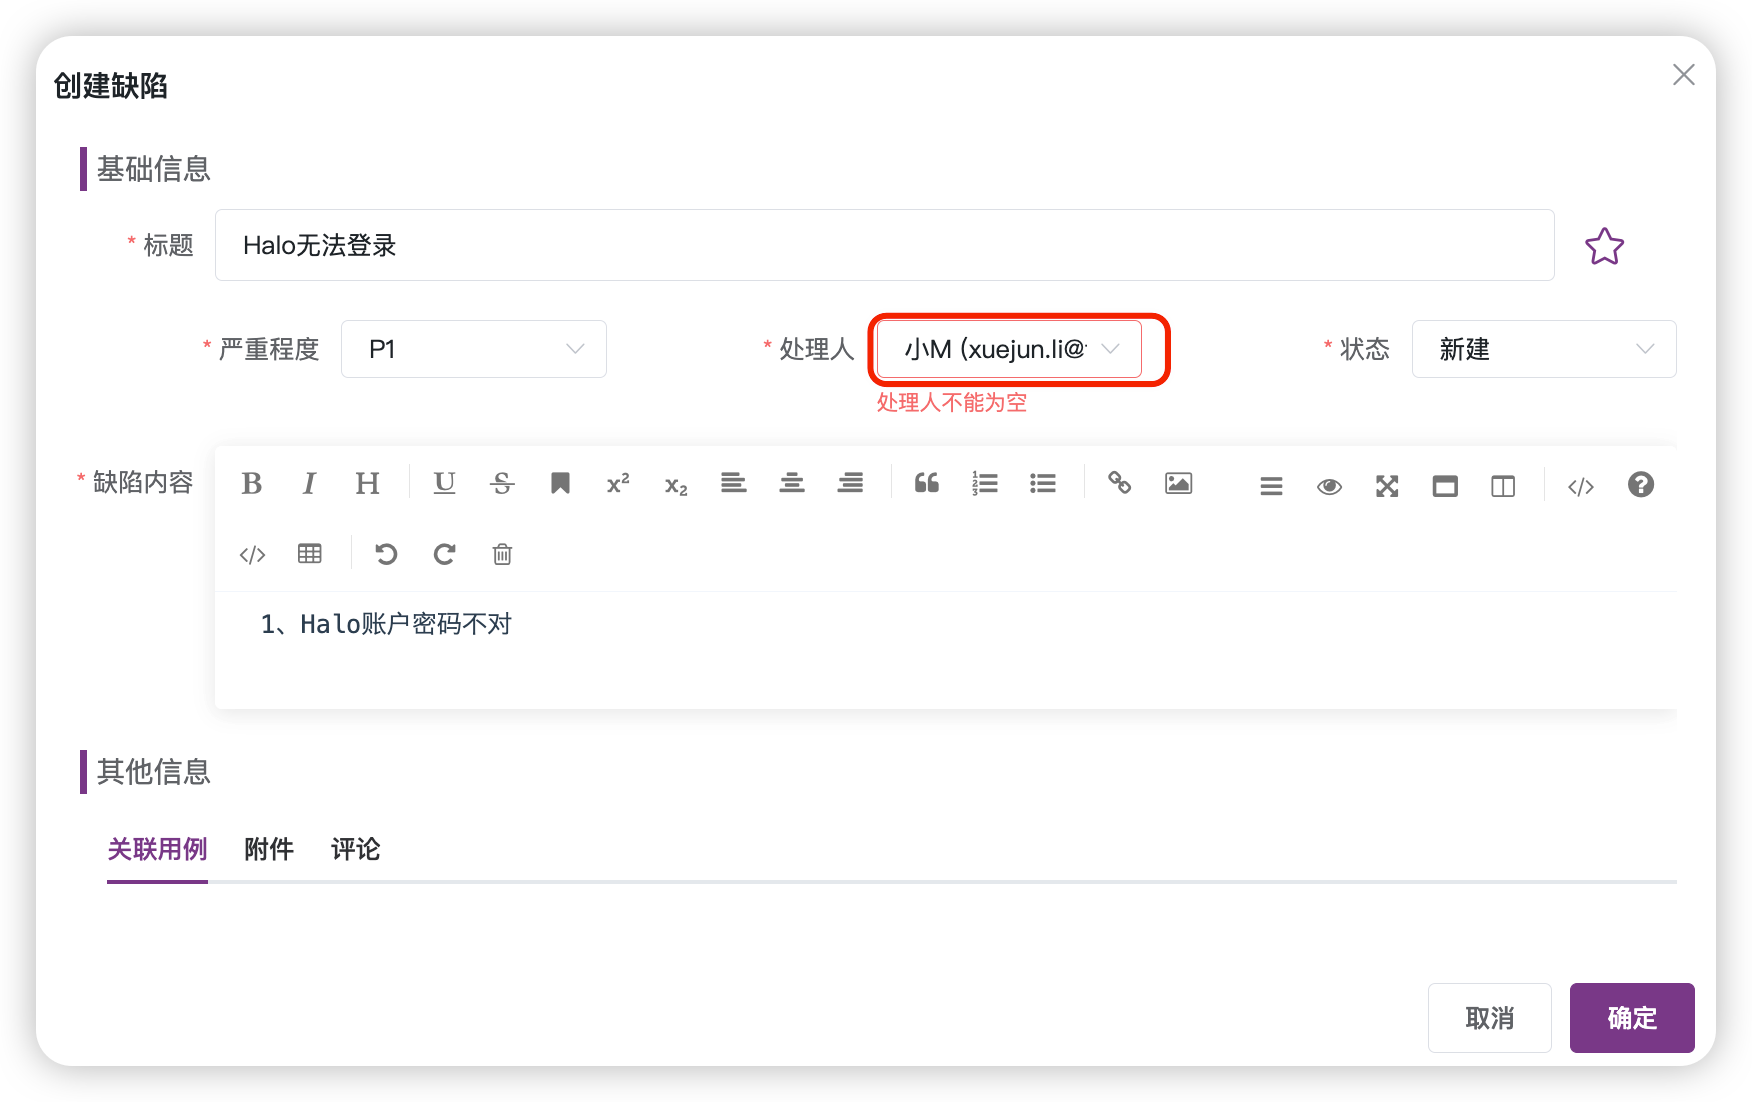 创建缺陷
基础信息
* 标题 Halo无法登录
* 严重程度 P1 * 处理人 小M (xuejun.li@ * 状态 新建
处理人不能为空
* 缺陷内容 B I H U S x² x₂
1、Halo账户密码不对
其他信息
关联用例 附件 评论
取消 确定